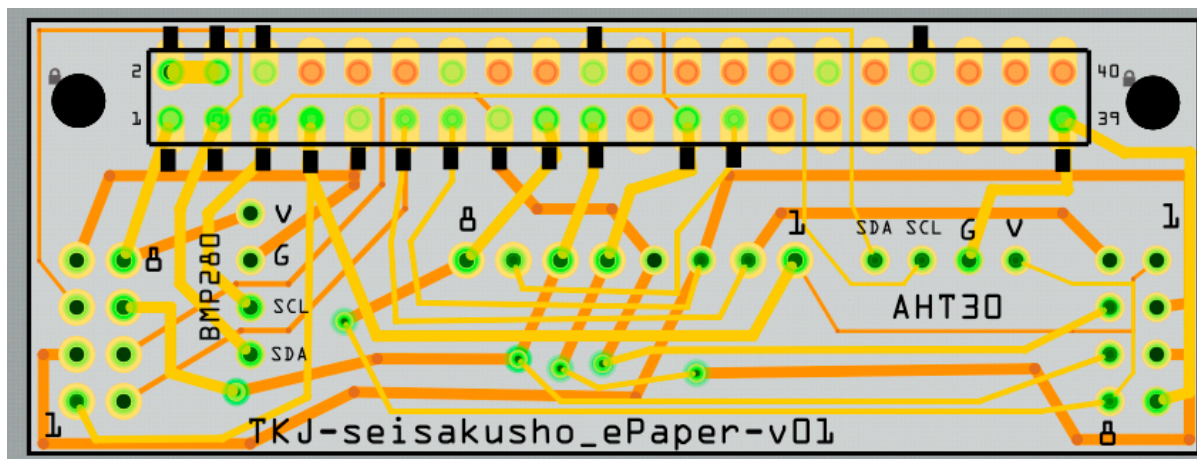 2 40
1 39
V 8 1 SDA SCL G V 1
8 BMP280 G
SCL AHT30
SDA
1 TKJ-seisakusho_ePaper-v01 8